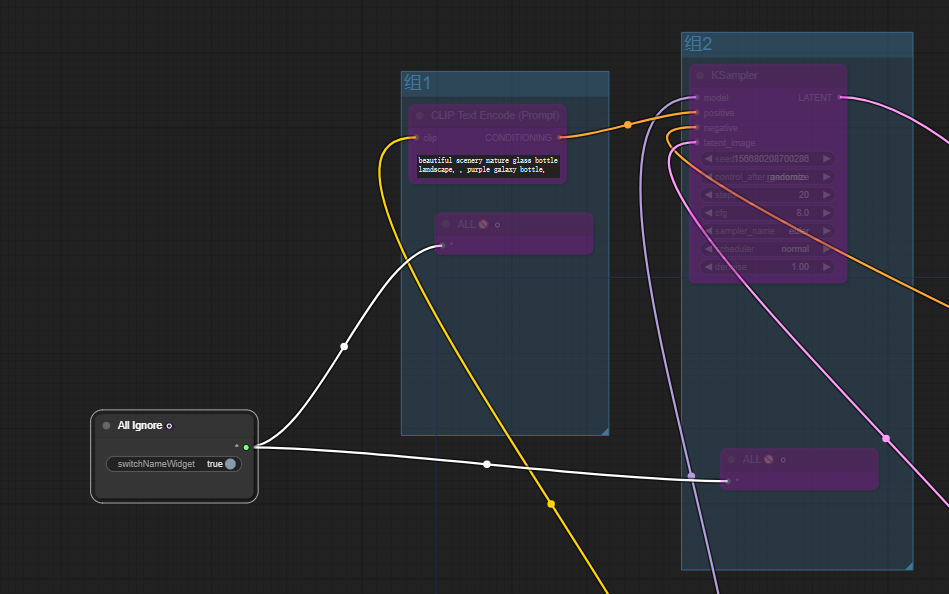 组1
CLIP Text Encode (Prompt)
clip CONDITIONING
beautiful scenery nature glass bottle
landscape, , purple galaxy bottle,
ALL
*
组2
KSampler
model LATENT
positive
negative
latent_image
seed 156680208700286
control_after_ randomize
steps 20
cfg 8.0
sampler_name euler
scheduler normal
denoise 1.00
ALL
*
All Ignore
*
switchNameWidget true